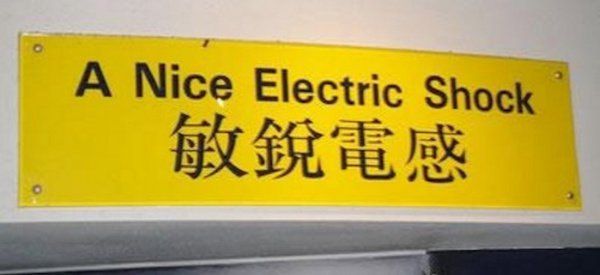 A Nice Electric Shock
敏銳電感